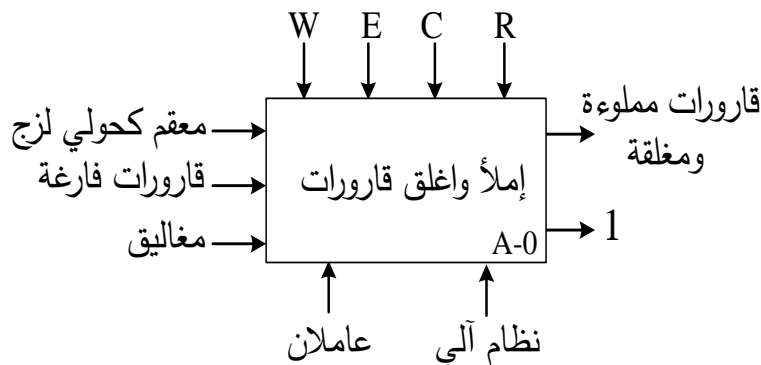 W E C R
قارورات مملوءة
ومغلقة
معقم كحولي لزج
قارورات فارغة
إملأ واغلق قارورات
مغاليق
1
A-0
عاملان
نظام آلي